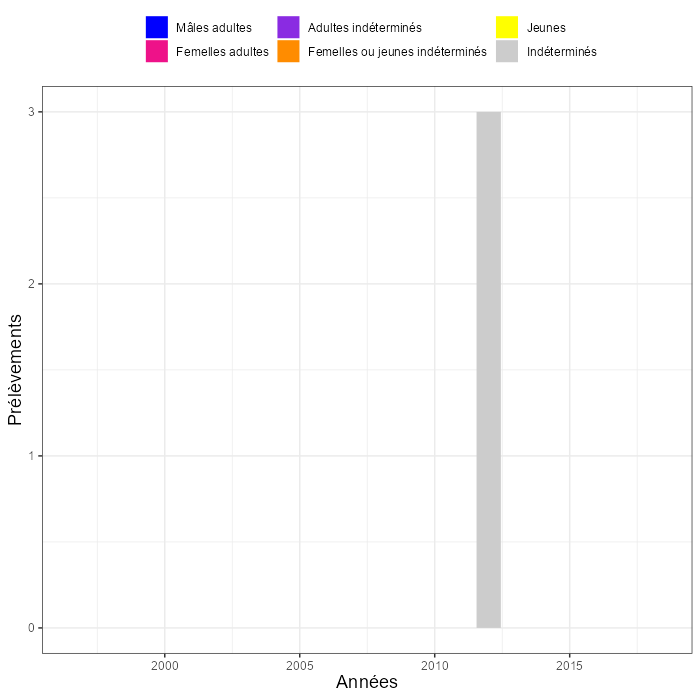 Mâles adultes Adultes indéterminés Jeunes
Femelles adultes Femelles ou jeunes indéterminés Indéterminés
3
2
1
0
Prélèvements
2000 2005 2010 2015
Années